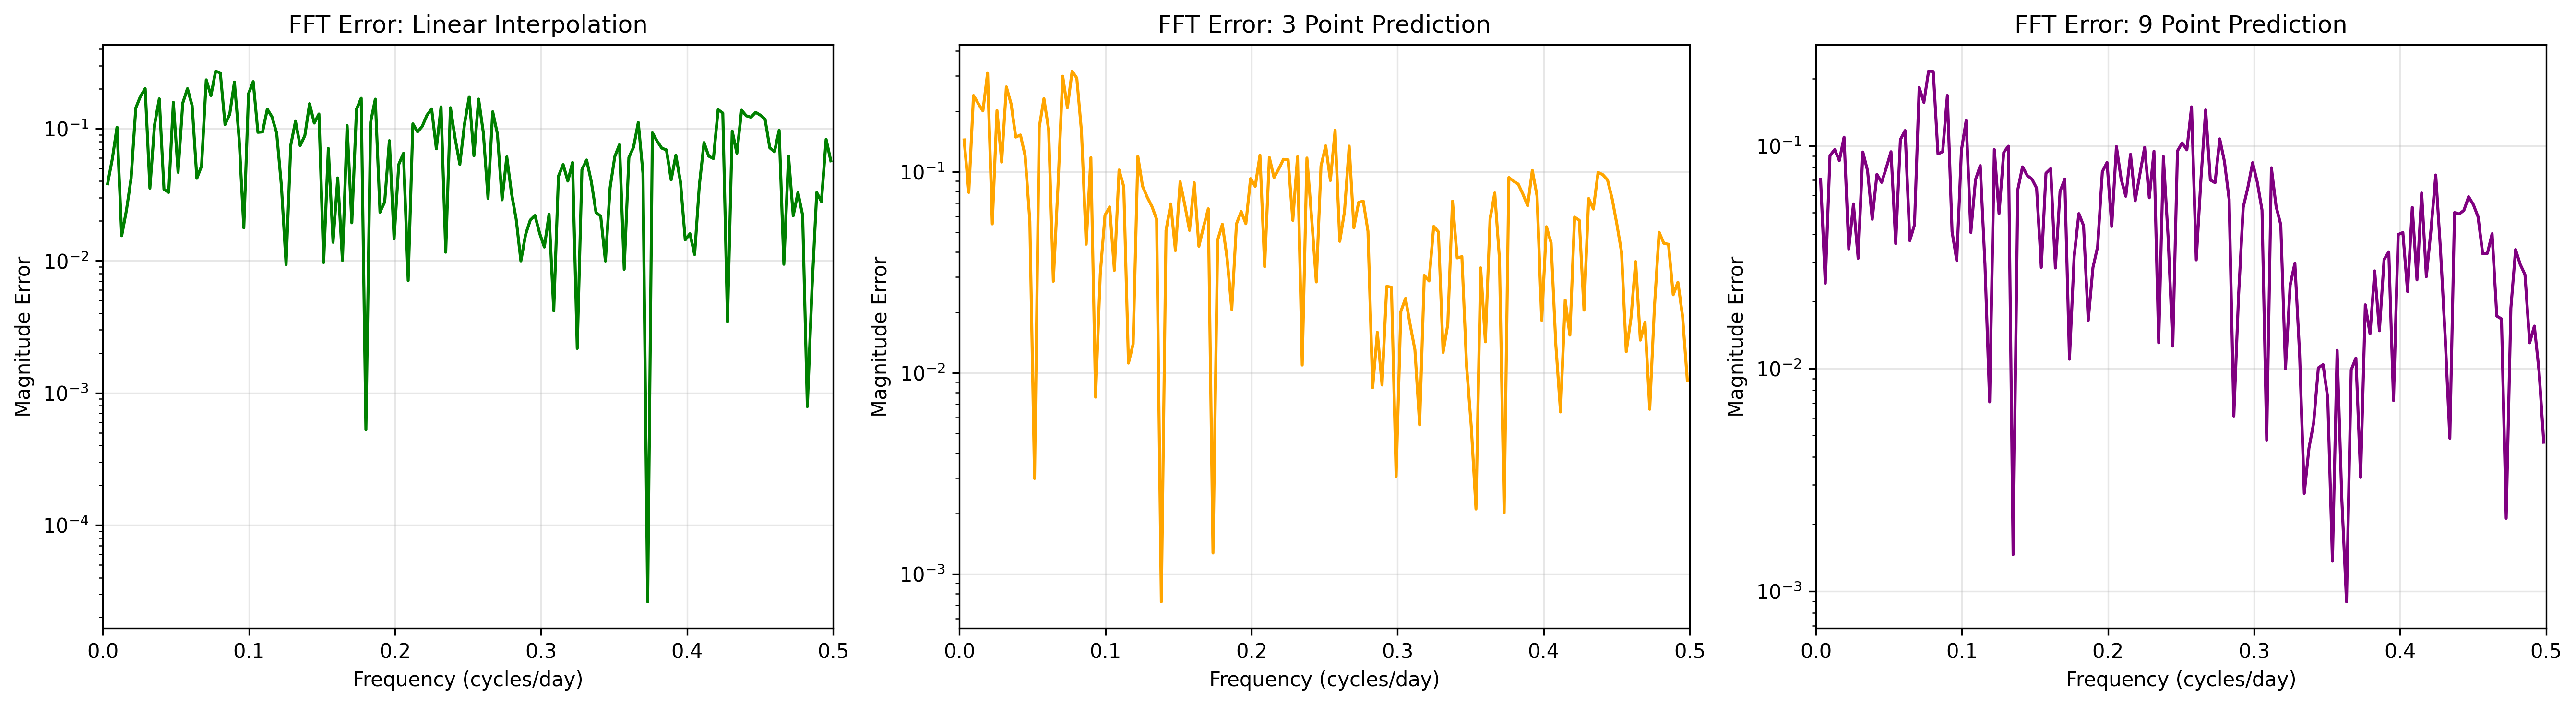 FFT Error: Linear Interpolation
Magnitude Error
10⁻¹
10⁻²
10⁻³
10⁻⁴
0.0 0.1 0.2 0.3 0.4 0.5
Frequency (cycles/day)
FFT Error: 3 Point Prediction
Magnitude Error
10⁻¹
10⁻²
10⁻³
0.0 0.1 0.2 0.3 0.4 0.5
Frequency (cycles/day)
FFT Error: 9 Point Prediction
Magnitude Error
10⁻¹
10⁻²
10⁻³
0.0 0.1 0.2 0.3 0.4 0.5
Frequency (cycles/day)